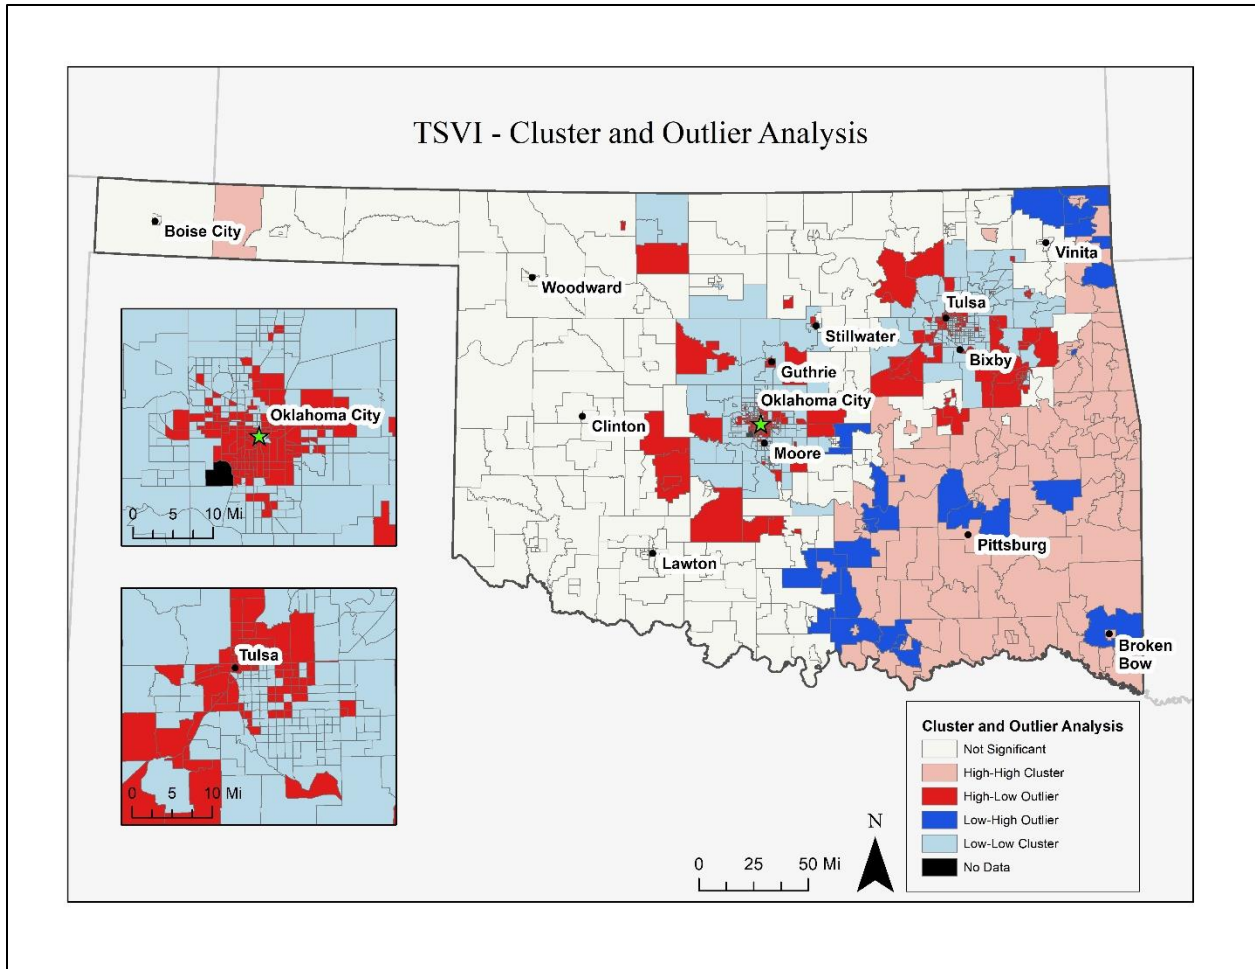 TSVI - Cluster and Outlier Analysis
Boise City
Woodward
Vinita
Tulsa
Stillwater
Bixby
Guthrie
Oklahoma City
Clinton
Moore
Lawton
Pittsburg
Broken
Bow
Oklahoma City
0 5 10 Mi
Tulsa
0 5 10 Mi
N
0 25 50 Mi
Cluster and Outlier Analysis
Not Significant
High-High Cluster
High-Low Outlier
Low-High Outlier
Low-Low Cluster
No Data